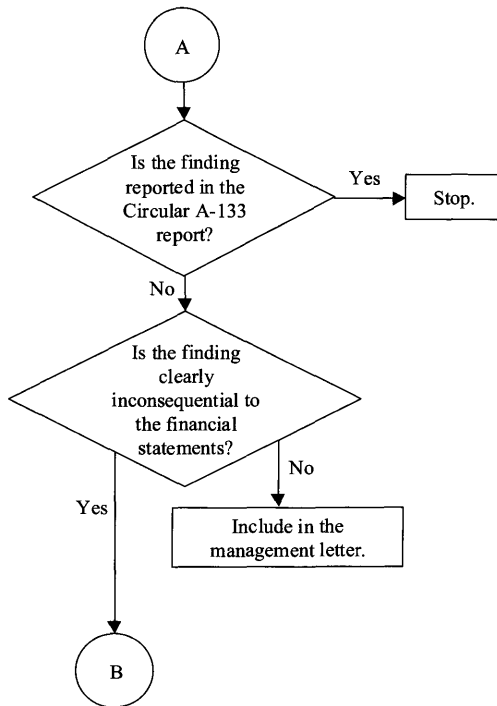 A
Is the finding
reported in the
Circular A-133
report?
Yes
Stop.
No
Is the finding
clearly
inconsequential to
the financial
statements?
No
Include in the
management letter.
Yes
B